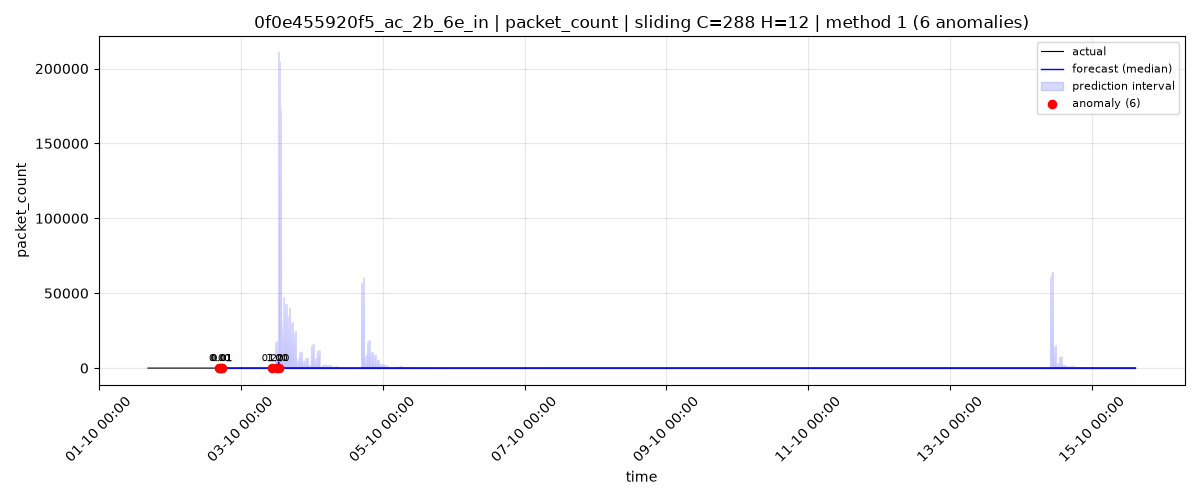 0f0e455920f5_ac_2b_6e_in | packet_count | sliding C=288 H=12 | method 1 (6 anomalies)
actual
forecast (median)
prediction interval
anomaly (6)
packet_count
200000
150000
100000
50000
0
01-10 00:00
03-10 00:00
05-10 00:00
07-10 00:00
09-10 00:00
11-10 00:00
13-10 00:00
15-10 00:00
time